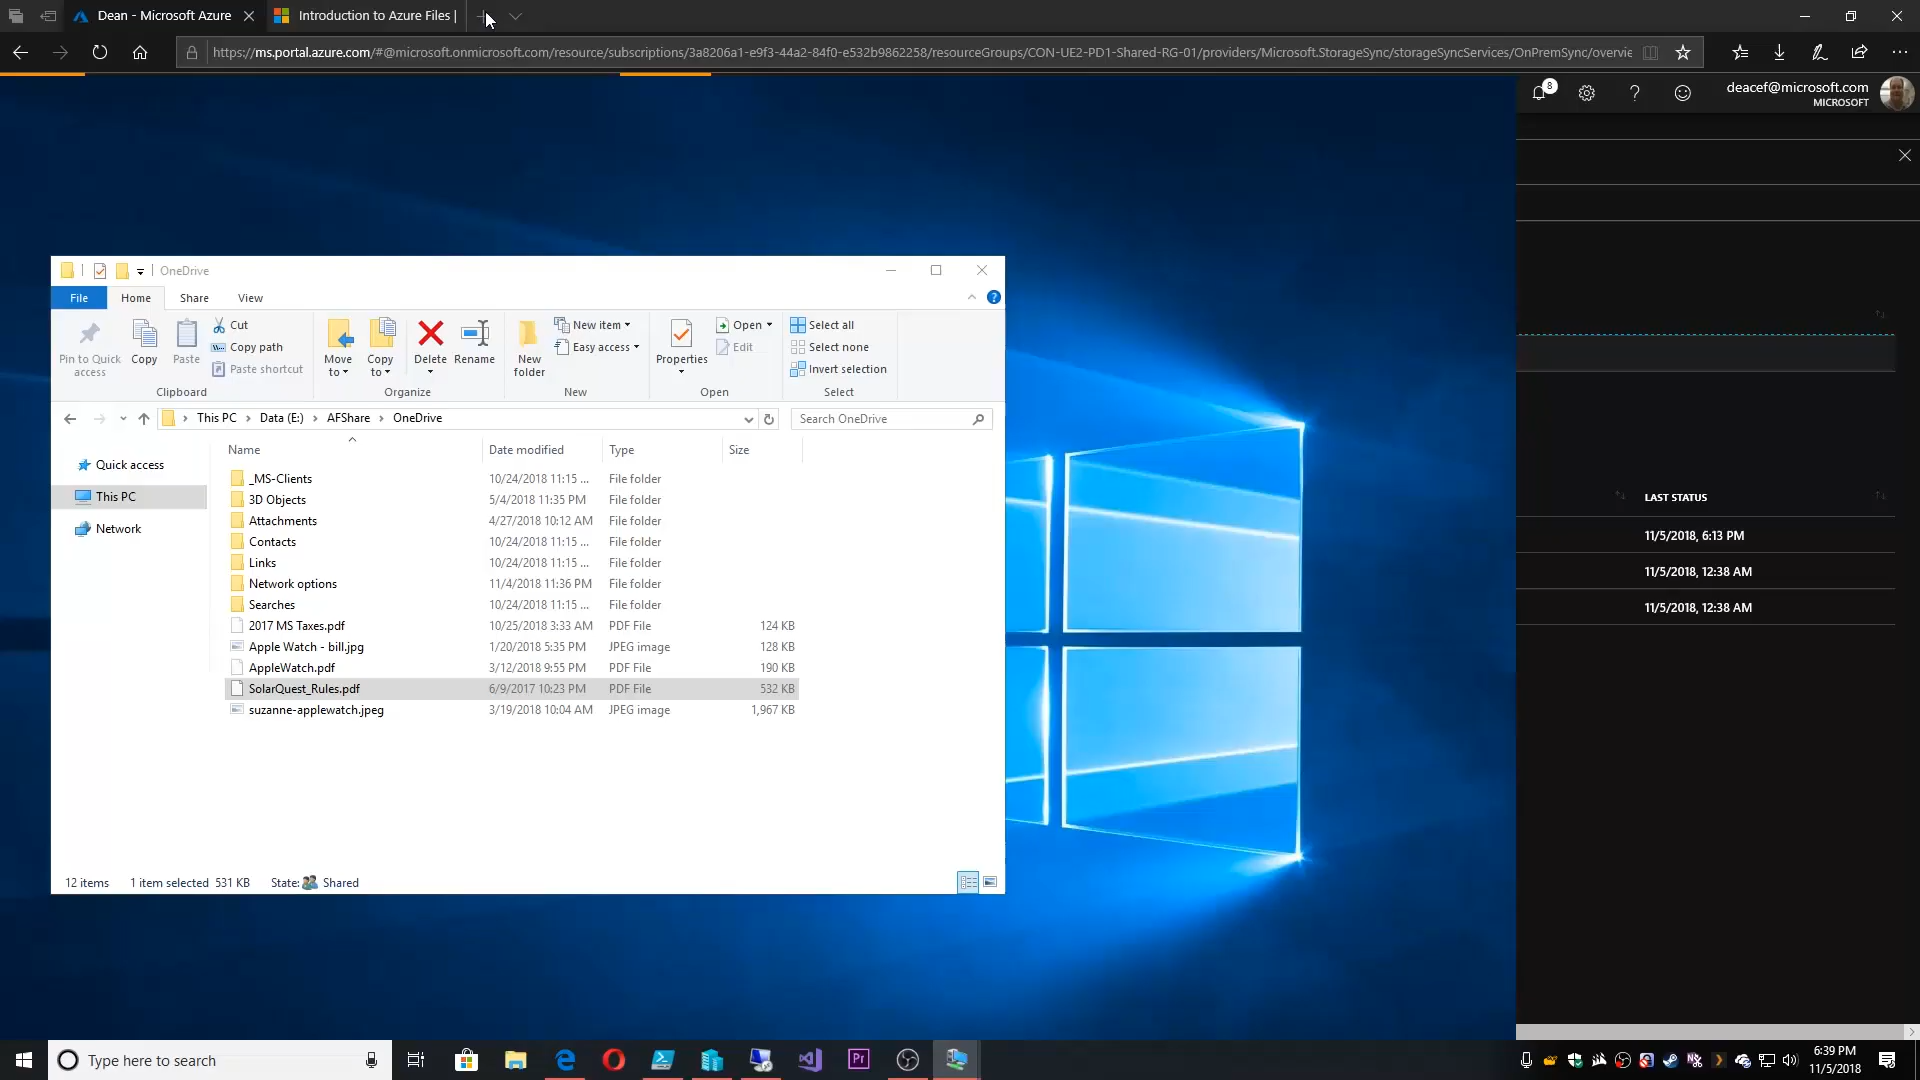 Dean - Microsoft Azure
Introduction to Azure Files |
https://ms.portal.azure.com/#@microsoft.onmicrosoft.com/resource/subscriptions/3a8206a1-e9f3-44a2-84f0-e532b9862258/resourceGroups/CON-UE2-PD1-Shared-RG-01/providers/Microsoft.StorageSync/storageSyncServices/OnPremSync/overvie
8
deacef@microsoft.com
MICROSOFT
OneDrive
File Home Share View
Pin to Quick access
Copy
Paste
Cut
Copy path
Paste shortcut
Clipboard
Move to
Copy to
Delete
Rename
Organize
New folder
New item
Easy access
New
Properties
Open
Edit
Open
Select all
Select none
Invert selection
Select
This PC > Data (E:) > AFShare > OneDrive
Search OneDrive
Quick access
This PC
Network
Name Date modified Type Size
_MS-Clients 10/24/2018 11:15 ... File folder
3D Objects 5/4/2018 11:35 PM File folder
Attachments 4/27/2018 10:12 AM File folder
Contacts 10/24/2018 11:15 ... File folder
Links 10/24/2018 11:15 ... File folder
Network options 11/4/2018 11:36 PM File folder
Searches 10/24/2018 11:15 ... File folder
2017 MS Taxes.pdf 10/25/2018 3:33 AM PDF File 124 KB
Apple Watch - bill.jpg 1/20/2018 5:35 PM JPEG image 128 KB
AppleWatch.pdf 3/12/2018 9:55 PM PDF File 190 KB
SolarQuest_Rules.pdf 6/9/2017 10:23 PM PDF File 532 KB
suzanne-applewatch.jpeg 3/19/2018 10:04 AM JPEG image 1,967 KB
12 items 1 item selected 531 KB State: Shared
LAST STATUS
11/5/2018, 6:13 PM
11/5/2018, 12:38 AM
11/5/2018, 12:38 AM
Type here to search
Pr
6:39 PM
11/5/2018